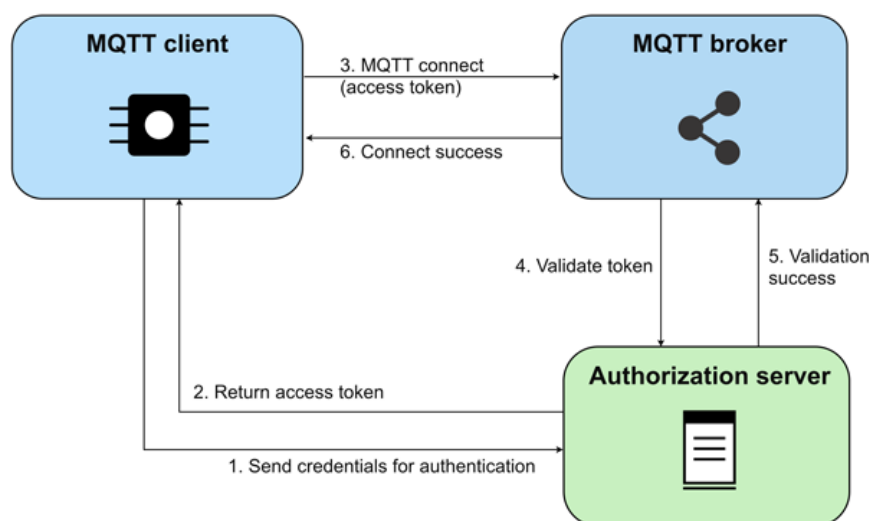 MQTT client
MQTT broker
3. MQTT connect
(access token)
6. Connect success
4. Validate token
5. Validation
success
Authorization server
2. Return access token
1. Send credentials for authentication